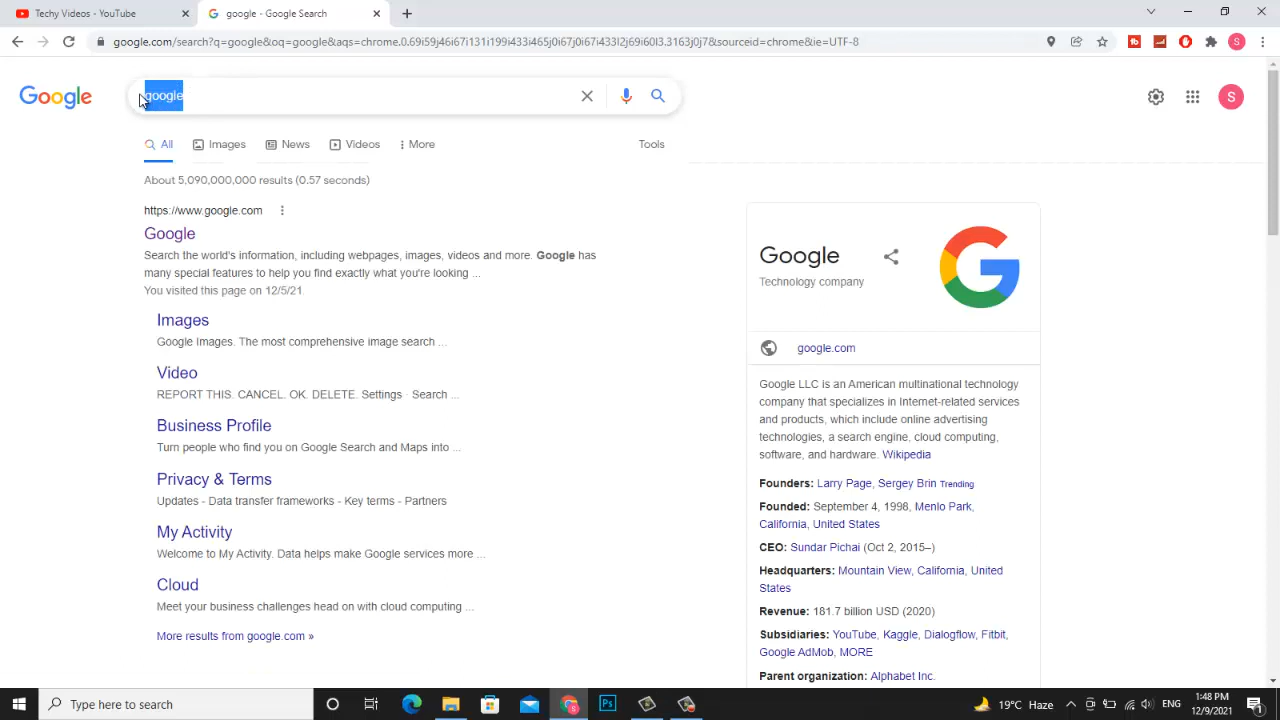 Techy Videos - YouTube
google - Google Search
google.com/search?q=google&oq=google&aqs=chrome.0.69i59j46i67i131i199i433i465j0i67j0i67i433l2j69i60l3.3163j0j7&sourceid=chrome&ie=UTF-8
S
Google
google
S
All
Images
News
Videos
More
Tools
About 5,090,000,000 results (0.57 seconds)
https://www.google.com
Google
Search the world's information, including webpages, images, videos and more. Google has
many special features to help you find exactly what you're looking ...
You visited this page on 12/5/21.
Images
Google Images. The most comprehensive image search ...
Video
REPORT THIS. CANCEL. OK. DELETE. Settings · Search ...
Business Profile
Turn people who find you on Google Search and Maps into ...
Privacy & Terms
Updates - Data transfer frameworks - Key terms - Partners
My Activity
Welcome to My Activity. Data helps make Google services more ...
Cloud
Meet your business challenges head on with cloud computing ...
More results from google.com »
Google
Technology company
google.com
Google LLC is an American multinational technology
company that specializes in Internet-related services
and products, which include online advertising
technologies, a search engine, cloud computing,
software, and hardware. Wikipedia
Founders: Larry Page, Sergey Brin Trending
Founded: September 4, 1998, Menlo Park,
California, United States
CEO: Sundar Pichai (Oct 2, 2015–)
Headquarters: Mountain View, California, United
States
Revenue: 181.7 billion USD (2020)
Subsidiaries: YouTube, Kaggle, Dialogflow, Fitbit,
Google AdMob, MORE
Parent organization: Alphabet Inc.
Type here to search
Ps
19°C Haze
ENG
1:48 PM
12/9/2021
1